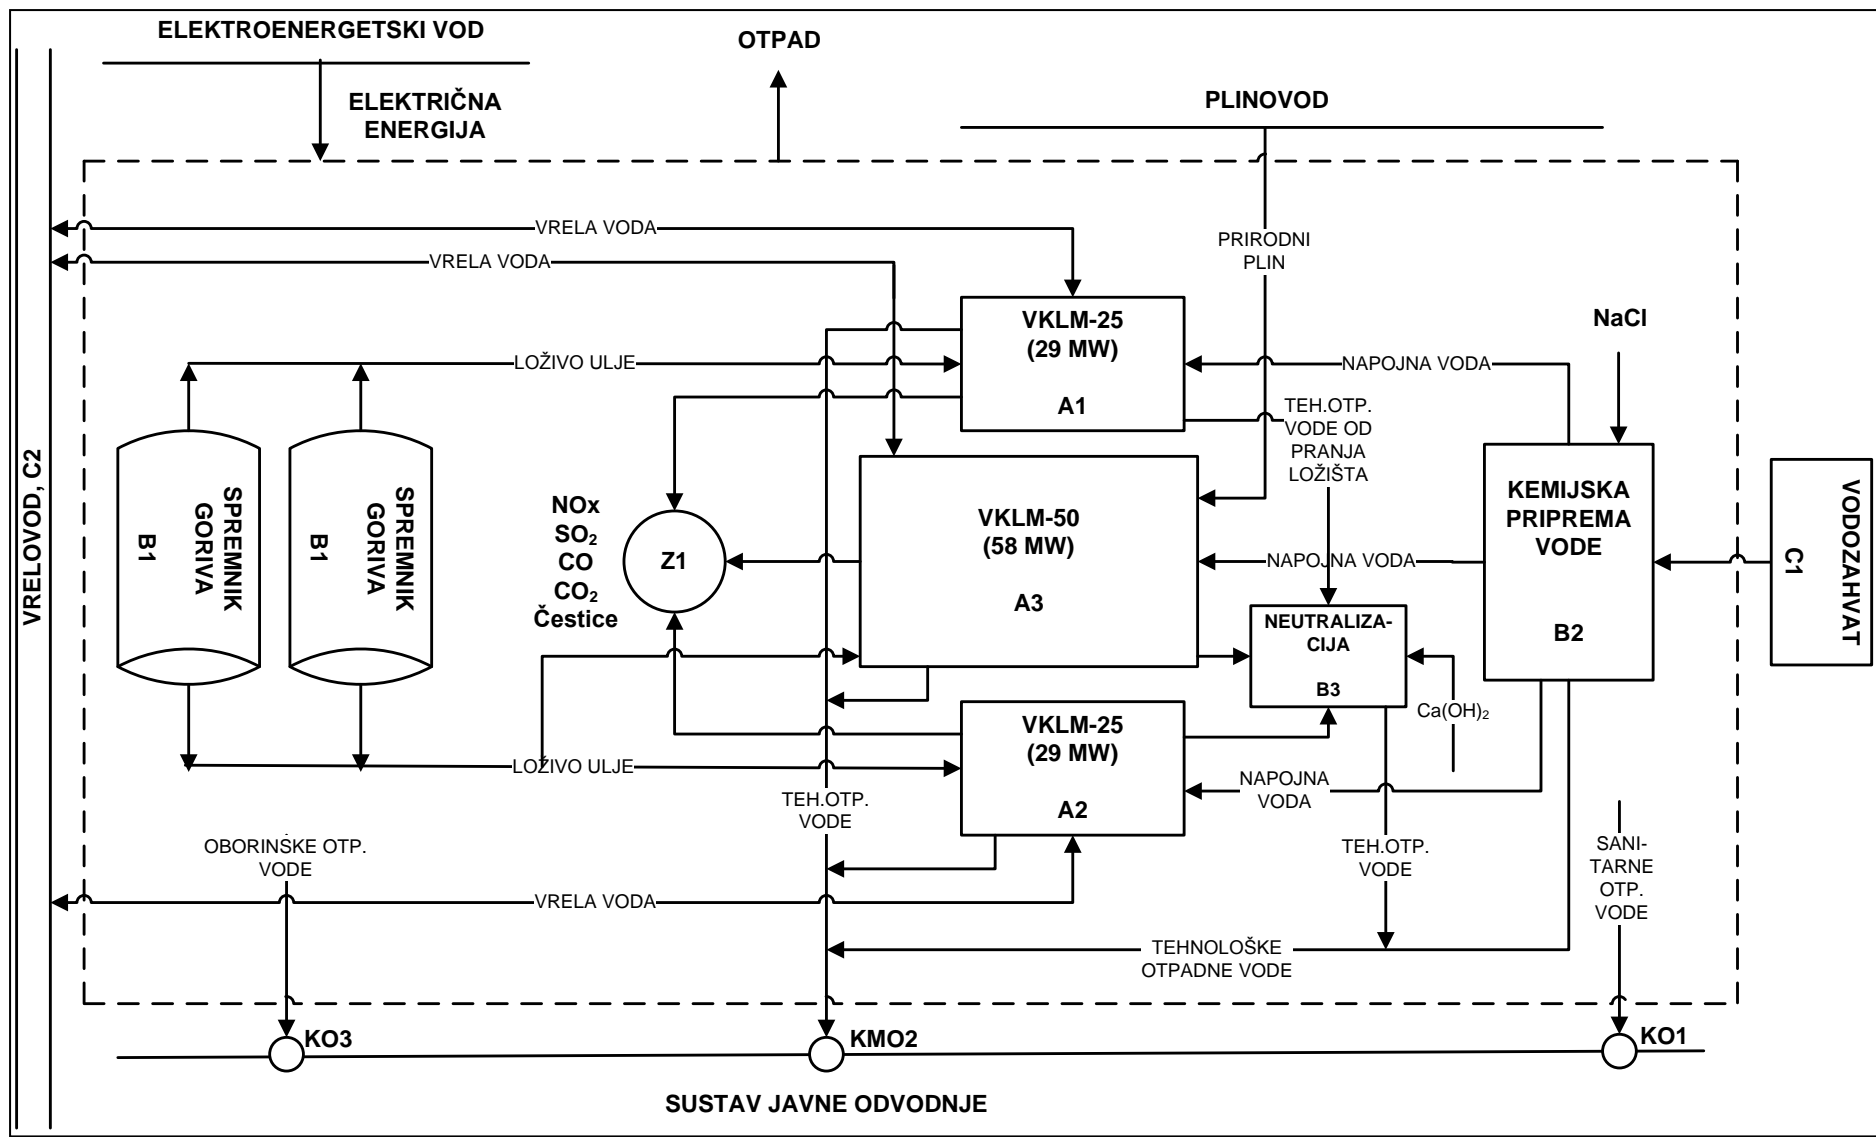 ELEKTROENERGETSKI VOD
OTPAD
ELEKTRIČNA
ENERGIJA
PLINOVOD
VRELA VODA
VRELA VODA
PRIRODNI
PLIN
VKLM-25
(29 MW)
A1
NaCl
LOŽIVO ULJE
NAPOJNA VODA
TEH.OTP.
VODE OD
PRANJA
LOŽIŠTA
VRELOVOD, C2
SPREMNIK
GORIVA
B1
SPREMNIK
GORIVA
B1
NOx
SO₂
CO
CO₂
Čestice
Z1
VKLM-50
(58 MW)
A3
NAPOJNA VODA
KEMIJSKA
PRIPREMA
VODE
B2
VODOZAHVAT
C1
NEUTRALIZA-
CIJA
B3
Ca(OH)₂
LOŽIVO ULJE
VKLM-25
(29 MW)
A2
NAPOJNA
VODA
TEH.OTP.
VODE
OBORINSKE OTP.
VODE
TEH.OTP.
VODE
SANI-
TARNE
OTP.
VODE
VRELA VODA
TEHNOLOŠKE
OTPADNE VODE
KO3
KMO2
KO1
SUSTAV JAVNE ODVODNJE